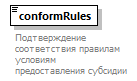 conformRules
Подтверждение
соответствия правилам
условиям
предоставления субсидии